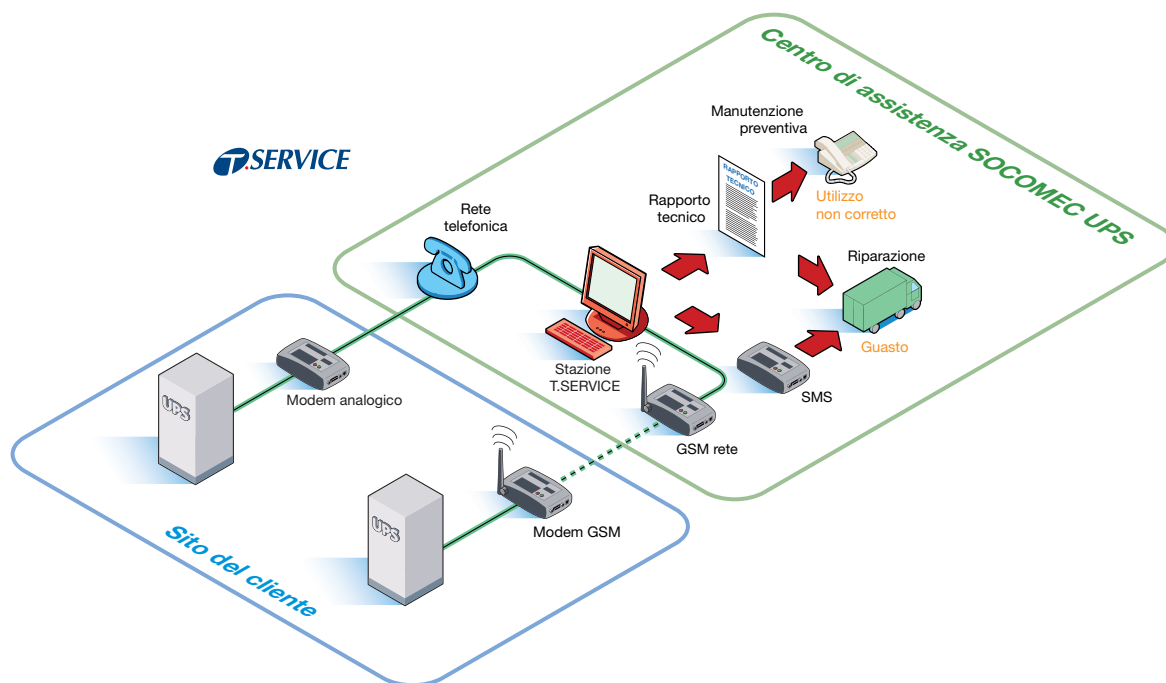 Centro di assistenza SOCOMEC UPS
Manutenzione
preventiva
T.SERVICE
RAPPORTO
TECNICO
Utilizzo
non corretto
Rapporto
tecnico
Rete
telefonica
Riparazione
Guasto
Stazione
T.SERVICE
SMS
Modem analogico
UPS
GSM rete
Modem GSM
UPS
Sito del cliente